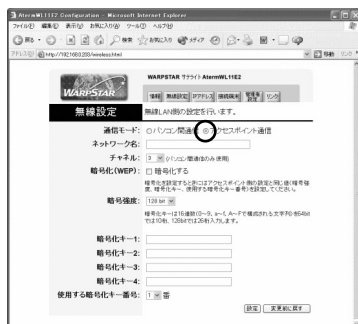 AtermWL11E2 Configuration - Microsoft Internet Explorer
ファイル(F) 編集(E) 表示(V) お気に入り(A) ツール(T) ヘルプ(H)
戻る 検索 お気に入り メディア
アドレス(D) http://192.168.0.200/wireless.html 移動 リンク
WARPSTAR サテライト AtermWL11E2
WARPSTAR
情報 無線設定 IPアドレス 接続端末 リンク
無線設定
無線LAN側の設定を行います。
通信モード: パソコン間通信 アクセスポイント通信
ネットワーク名:
チャネル: 3 (パソコン間通信のみ使用)
暗号化(WEP): 暗号化する
暗号化を設定するときにはアクセスポイント側の設定と同じ値(暗号強
度、暗号化キー、使用する暗号化キー番号)を設定してください。
暗号強度: 128 bit
暗号化キーは16進数(0~9、a~f、A~Fで構成される文字列)を64bit
では10桁、128bitでは26桁入力します。
暗号化キー1:
暗号化キー2:
暗号化キー3:
暗号化キー4:
使用する暗号化キー番号: 1 番
設定 変更前に戻す